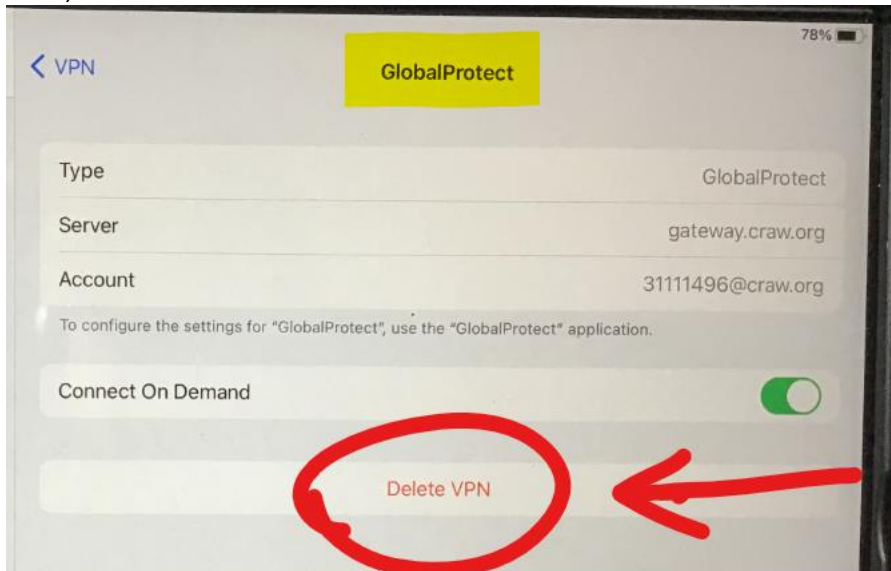 78%
VPN
GlobalProtect
Type GlobalProtect
Server gateway.craw.org
Account 31111496@craw.org
To configure the settings for "GlobalProtect", use the "GlobalProtect" application.
Connect On Demand
Delete VPN